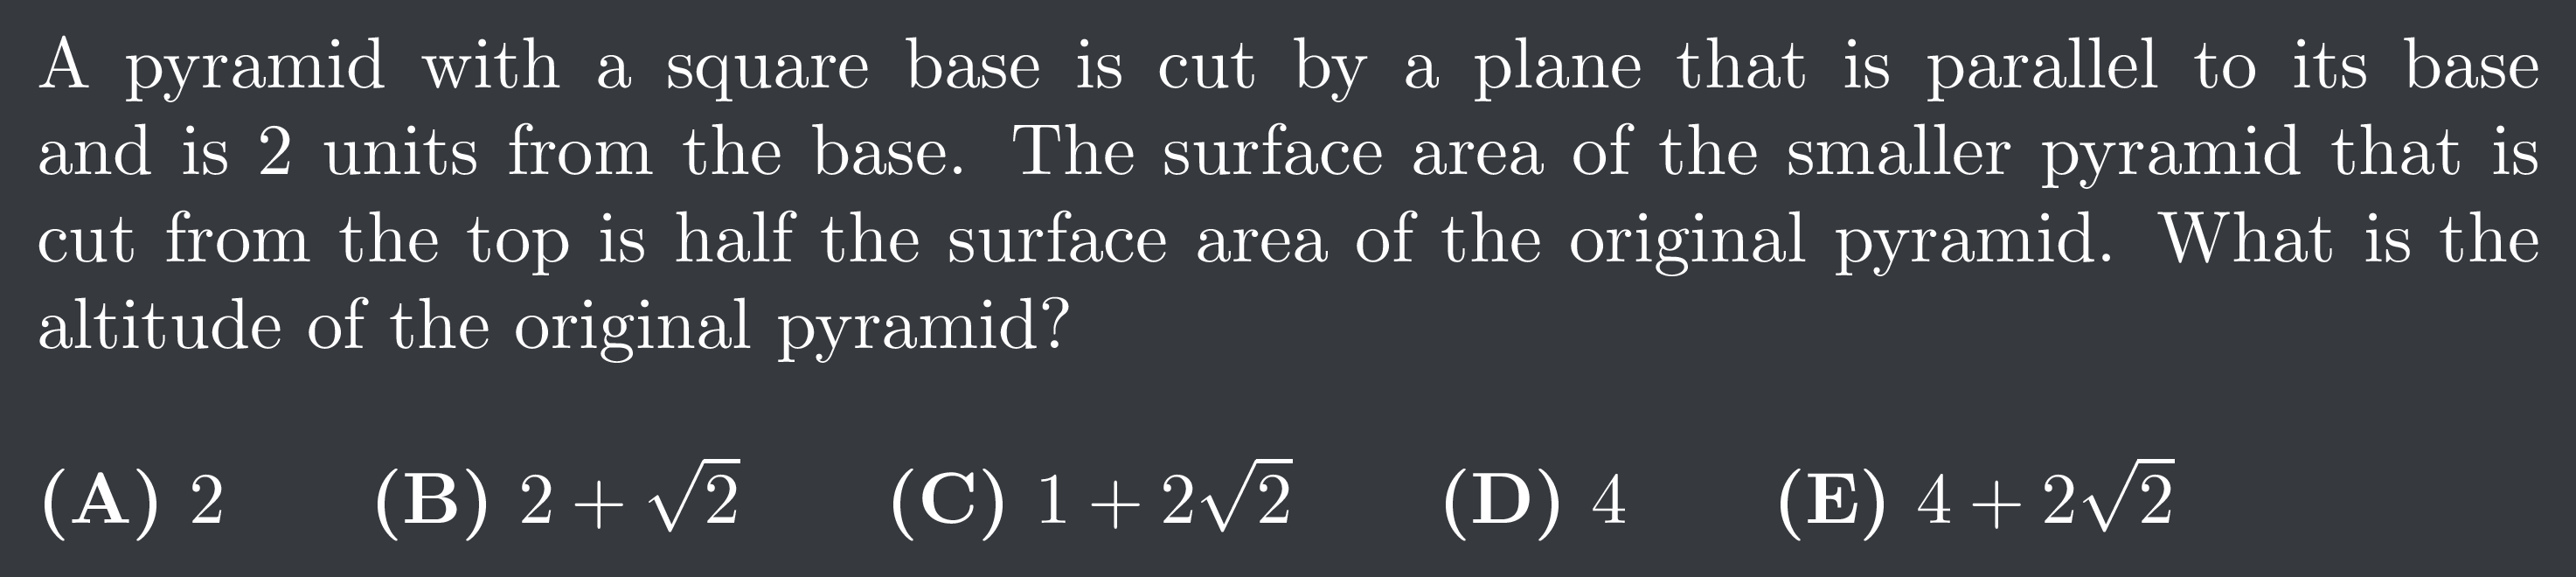 A pyramid with a square base is cut by a plane that is parallel to its base
and is 2 units from the base. The surface area of the smaller pyramid that is
cut from the top is half the surface area of the original pyramid. What is the
altitude of the original pyramid?
(A) 2 (B) 2 + √2 (C) 1 + 2√2 (D) 4 (E) 4 + 2√2